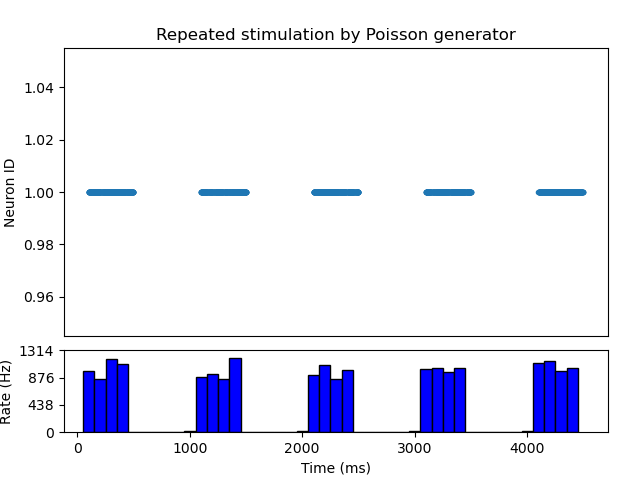 Repeated stimulation by Poisson generator
1.04
1.02
1.00
0.98
0.96
Neuron ID
1314
876
438
0
Rate (Hz)
0 1000 2000 3000 4000
Time (ms)